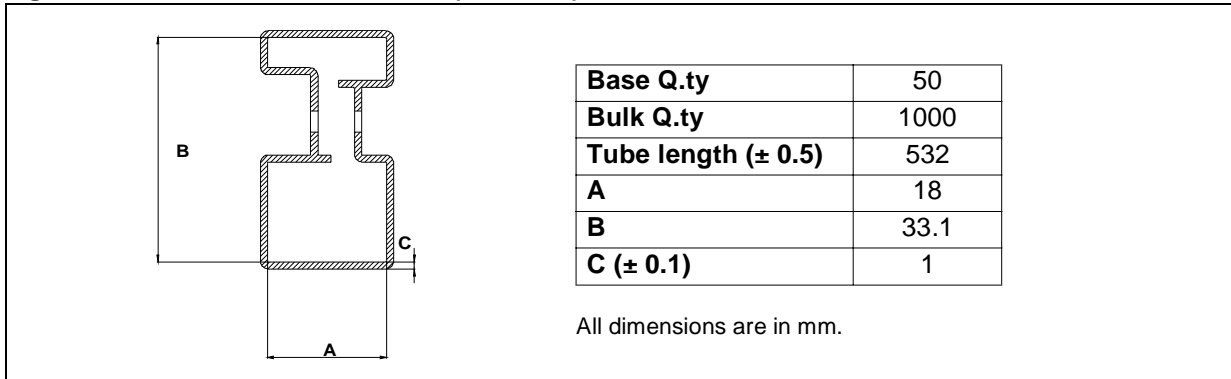 B
C
A
Base Q.ty 50
Bulk Q.ty 1000
Tube length (± 0.5) 532
A 18
B 33.1
C (± 0.1) 1
All dimensions are in mm.